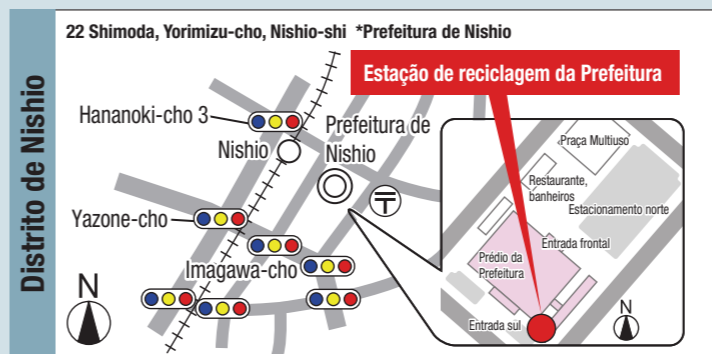 22 Shimoda, Yorimizu-cho, Nishio-shi *Prefeitura de Nishio
Distrito de Nishio
Estação de reciclagem da Prefeitura
Hananoki-cho 3
Nishio
Prefeitura de
Nishio
Yazone-cho
Imagawa-cho
N
Praça Multiuso
Restaurante,
banheiros
Estacionamento norte
Entrada frontal
Prédio da
Prefeitura
Entrada sul
N